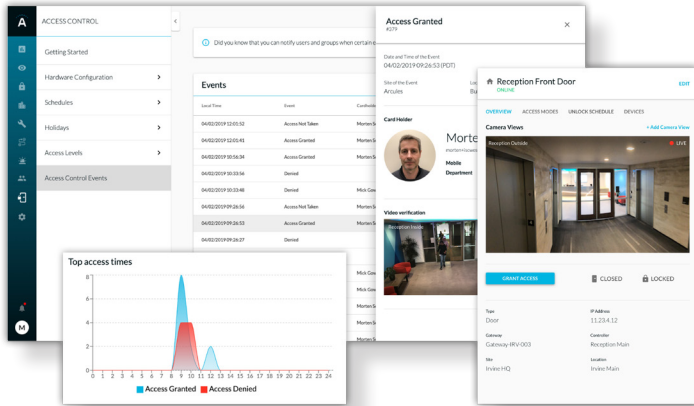 A
ACCESS CONTROL
Getting Started
Hardware Configuration
Schedules
Holidays
Access Levels
Access Control Events
M
Did you know that you can notify users and groups when certain e
Events
Local Time Event Cardholder
04/02/2019 12:01:52 Access Not Taken Morten S
04/02/2019 12:01:41 Access Granted Morten S
04/02/2019 10:56:34 Access Granted Morten S
04/02/2019 10:33:56 Denied
04/02/2019 10:33:48 Denied Mick Gow
04/02/2019 09:26:56 Access Not Taken Morten S
04/02/2019 09:26:53 Access Granted Morten S
04/02/2019 09:26:27 Denied
Mick Gow
Morten S
Mick Gow
Morten S
Morten S
Access Granted
#379
Date and Time of the Event
04/02/2019 09:26:53 (PDT)
Site of the Event
Arcules
Card Holder
Morte
Mobile
Department
Video verification
Reception Inside
Reception Front Door
ONLINE
EDIT
OVERVIEW ACCESS MODES UNLOCK SCHEDULE DEVICES
Camera Views + Add Camera View
Reception Outside LIVE
GRANT ACCESS CLOSED LOCKED
Type IP Address
Door 11.23.4.12
Gateway Controller
Gateway-IRV-003 Reception Main
Site Location
Irvine HQ Irvine Main
Top access times
8
6
4
2
0
0 1 2 3 4 5 6 7 8 9 10 11 12 13 14 15 16 17 18 19 20 21 22 23 24
Access Granted Access Denied